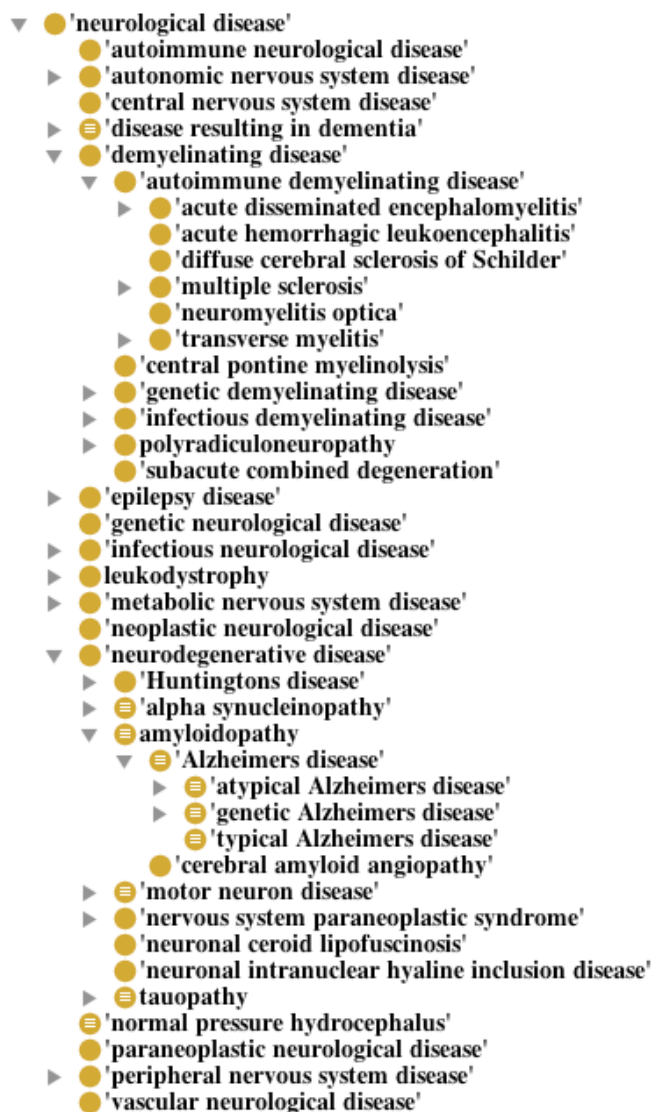 'neurological disease'
'autoimmune neurological disease'
'autonomic nervous system disease'
'central nervous system disease'
'disease resulting in dementia'
'demyelinating disease'
'autoimmune demyelinating disease'
'acute disseminated encephalomyelitis'
'acute hemorrhagic leukoencephalitis'
'diffuse cerebral sclerosis of Schilder'
'multiple sclerosis'
'neuromyelitis optica'
'transverse myelitis'
'central pontine myelinolysis'
'genetic demyelinating disease'
'infectious demyelinating disease'
polyradiculoneuropathy
'subacute combined degeneration'
'epilepsy disease'
'genetic neurological disease'
'infectious neurological disease'
leukodystrophy
'metabolic nervous system disease'
'neoplastic neurological disease'
'neurodegenerative disease'
'Huntingtons disease'
'alpha synucleinopathy'
amyloidopathy
'Alzheimers disease'
'atypical Alzheimers disease'
'genetic Alzheimers disease'
'typical Alzheimers disease'
'cerebral amyloid angiopathy'
'motor neuron disease'
'nervous system paraneoplastic syndrome'
'neuronal ceroid lipofuscinosis'
'neuronal intranuclear hyaline inclusion disease'
tauopathy
'normal pressure hydrocephalus'
'paraneoplastic neurological disease'
'peripheral nervous system disease'
'vascular neurological disease'